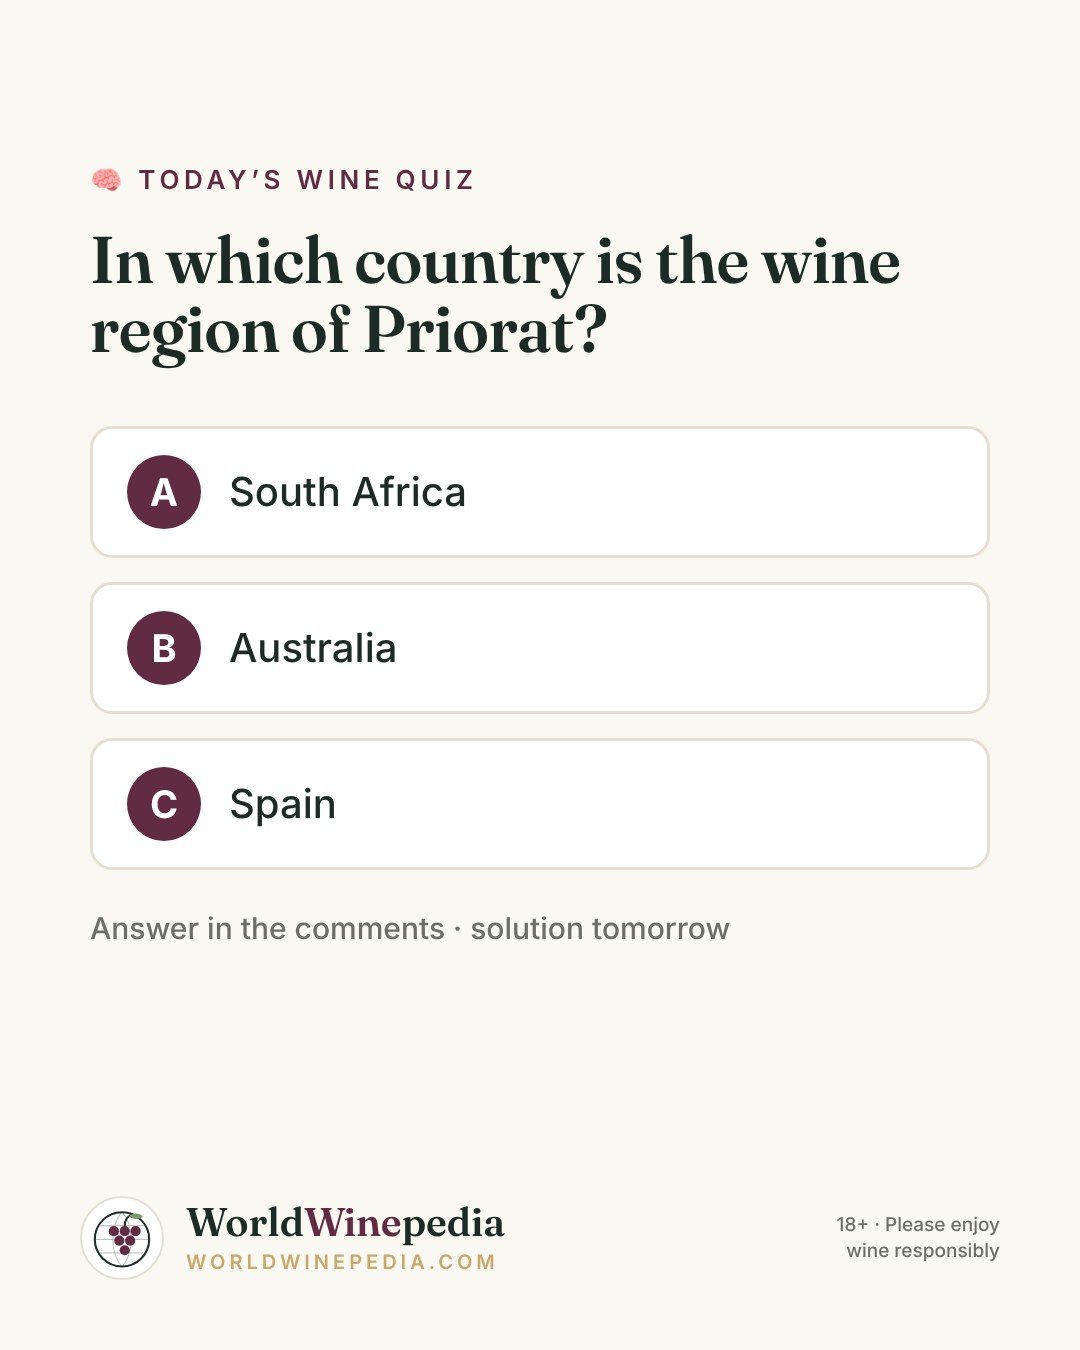 🧠 TODAY’S WINE QUIZ
In which country is the wine
region of Priorat?
A South Africa
B Australia
C Spain
Answer in the comments · solution tomorrow
WorldWinepedia
WORLDWINEPEDIA.COM
18+ · Please enjoy
wine responsibly